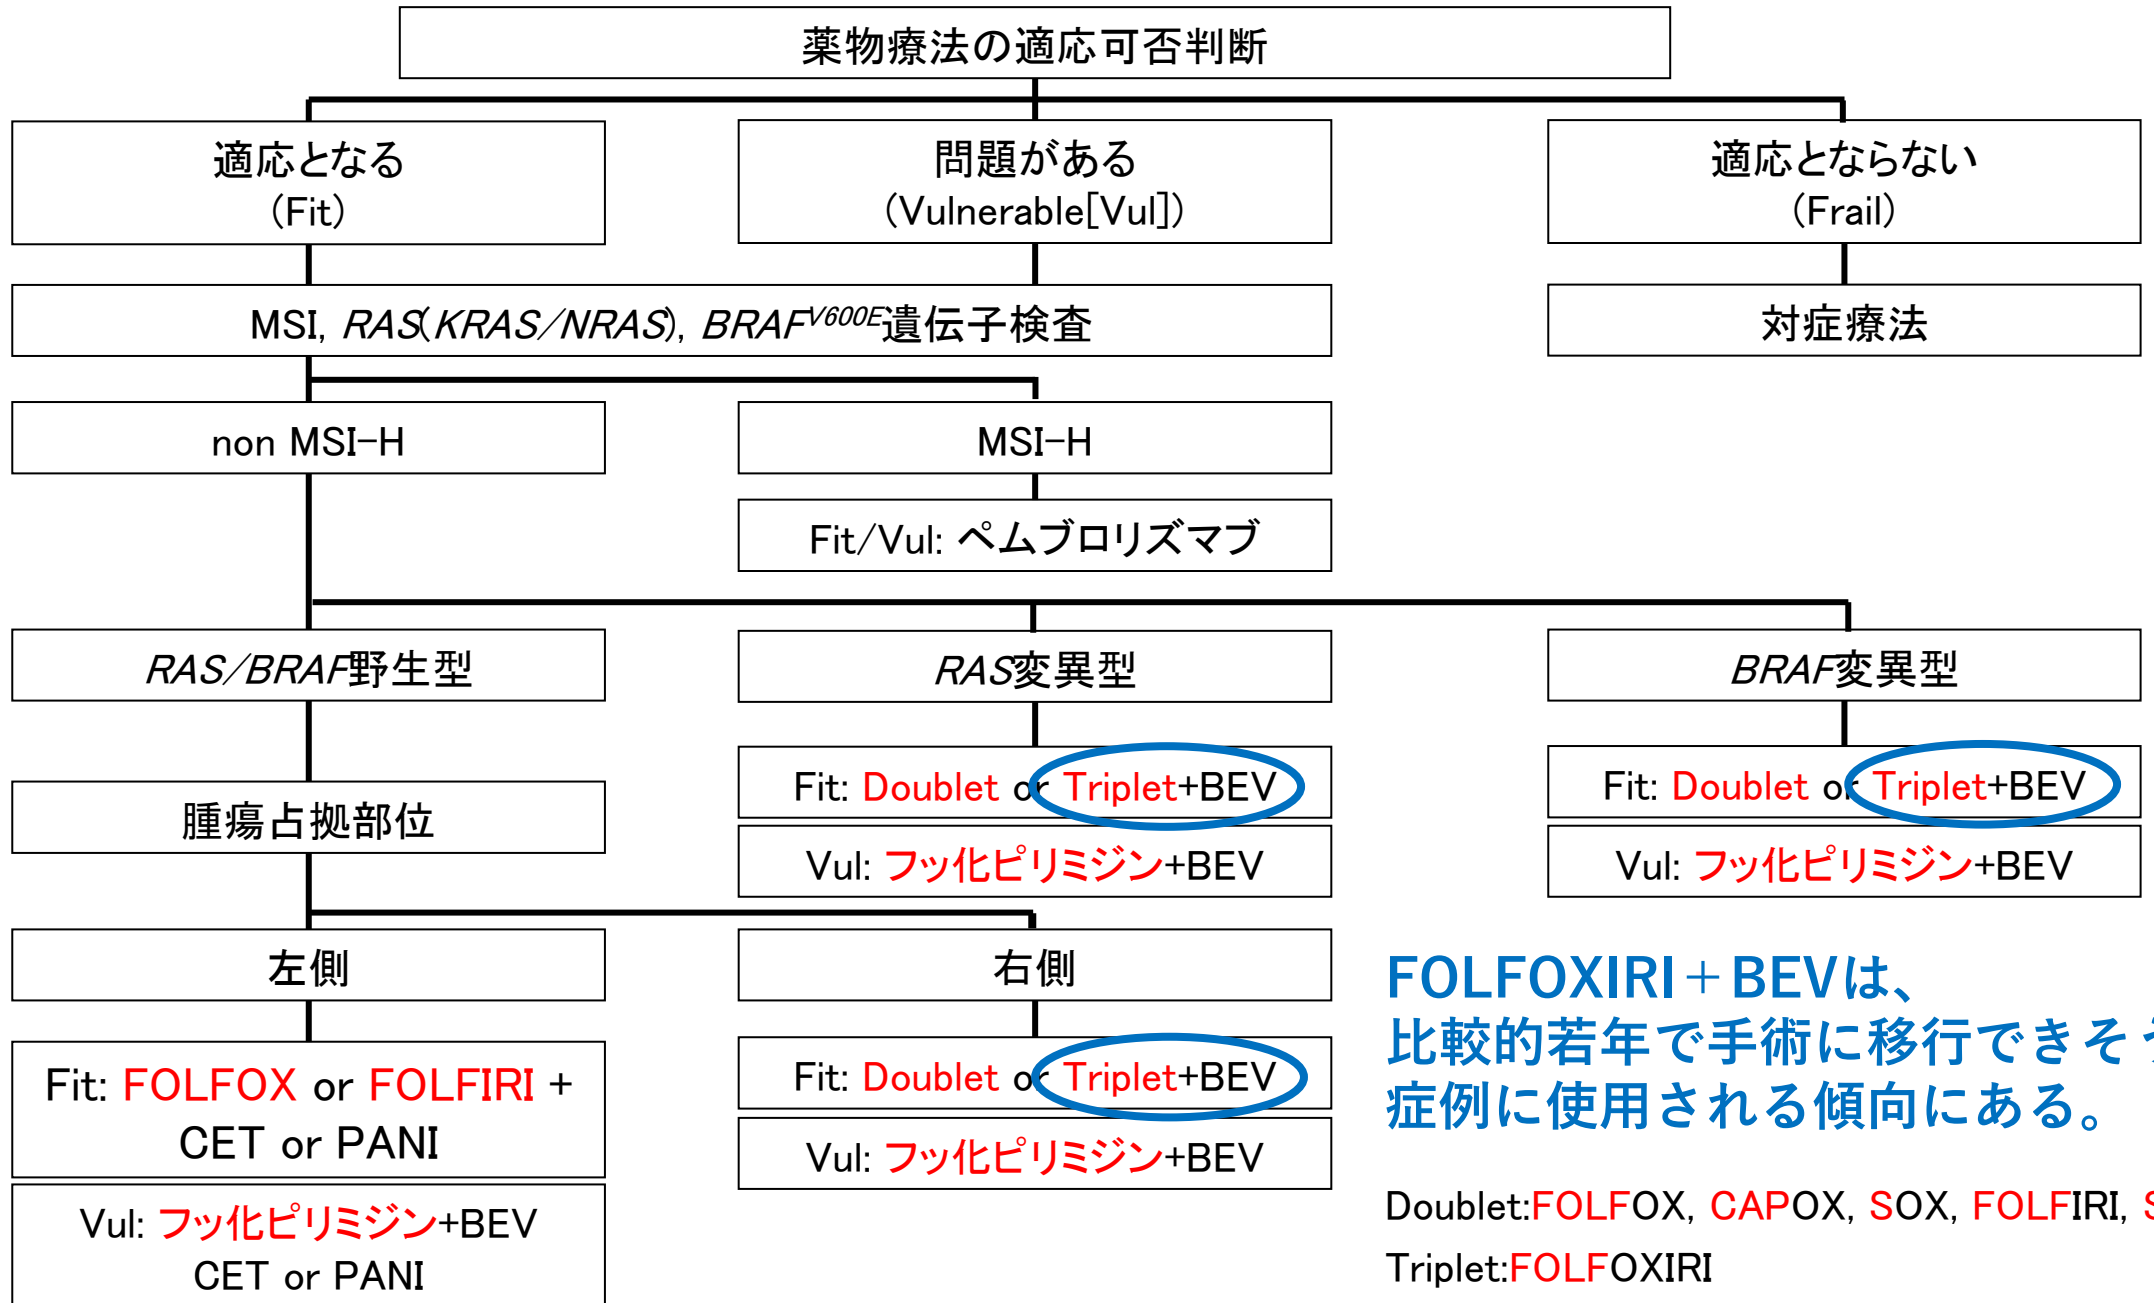 薬物療法の適応可否判断
適応となる
(Fit)
問題がある
(Vulnerable[Vul])
適応とならない
(Frail)
MSI, RAS(KRAS/NRAS), BRAF^V600E遺伝子検査
対症療法
non MSI-H
MSI-H
Fit/Vul: ペムブロリズマブ
RAS/BRAF野生型
RAS変異型
BRAF変異型
Fit: Doublet or Triplet+BEV
Fit: Doublet or Triplet+BEV
腫瘍占拠部位
Vul: フッ化ピリミジン+BEV
Vul: フッ化ピリミジン+BEV
左側
右側
Fit: FOLFOX or FOLFIRI +
CET or PANI
Fit: Doublet or Triplet+BEV
Vul: フッ化ピリミジン+BEV
Vul: フッ化ピリミジン+BEV
CET or PANI
FOLFOXIRI+BEVは、
比較的若年で手術に移行できそう
症例に使用される傾向にある。
Doublet:FOLFOX, CAPOX, SOX, FOLFIRI,
Triplet:FOLFOXIRI